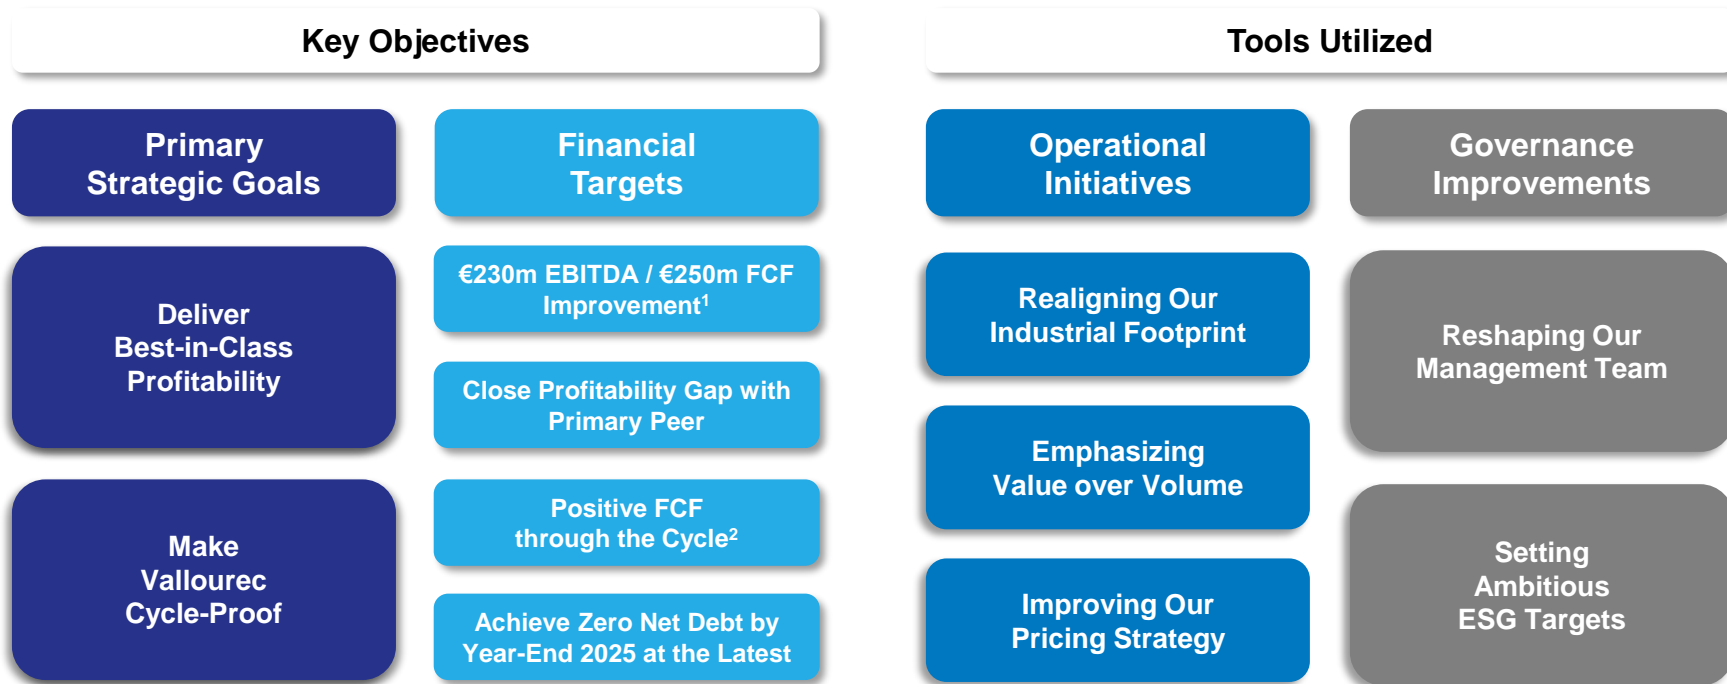 Key Objectives
Tools Utilized
Primary
Strategic Goals
Financial
Targets
Operational
Initiatives
Governance
Improvements
Deliver
Best-in-Class
Profitability
Make
Vallourec
Cycle-Proof
€230m EBITDA / €250m FCF
Improvement¹
Close Profitability Gap with
Primary Peer
Positive FCF
through the Cycle²
Achieve Zero Net Debt by
Year-End 2025 at the Latest
Realigning Our
Industrial Footprint
Emphasizing
Value over Volume
Improving Our
Pricing Strategy
Reshaping Our
Management Team
Setting
Ambitious
ESG Targets